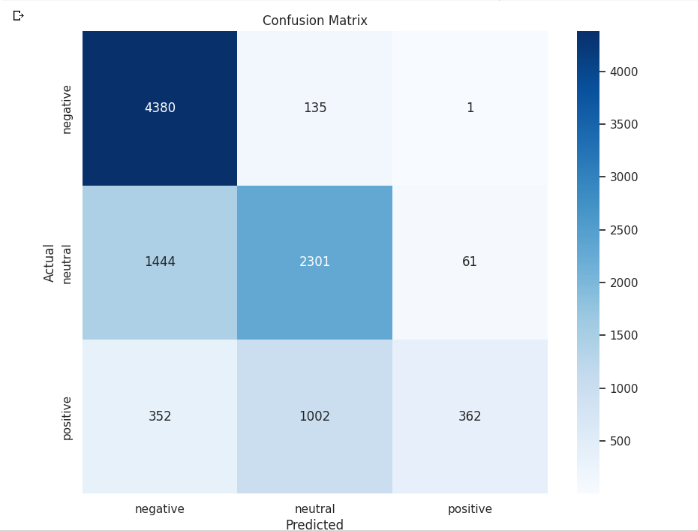 Confusion Matrix
negative
4380
135
1
Actual
neutral
1444
2301
61
positive
352
1002
362
negative
neutral
positive
Predicted
4000
3500
3000
2500
2000
1500
1000
500